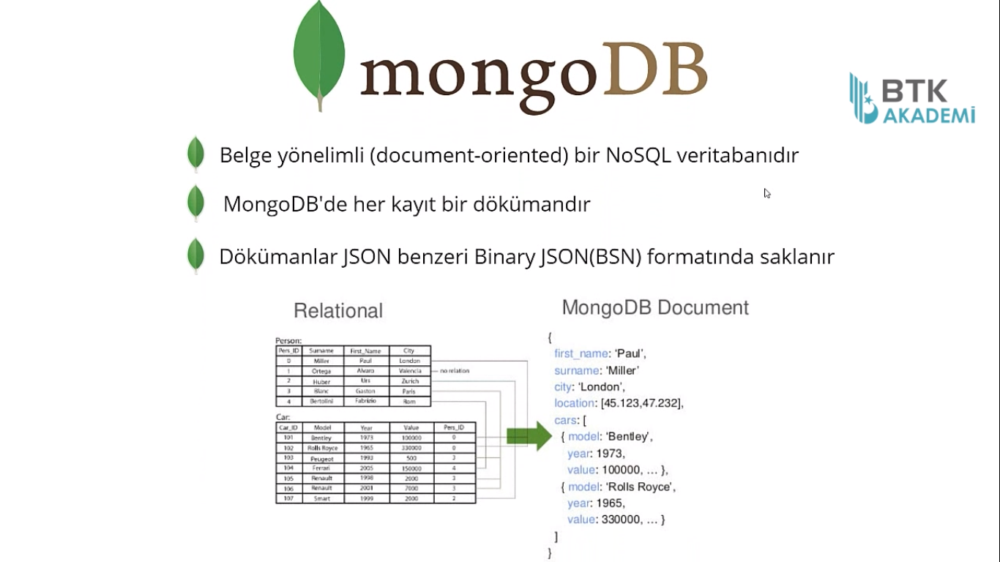 mongoDB
BTK
AKADEMİ
Belge yönelimli (document-oriented) bir NoSQL veritabanıdır
MongoDB'de her kayıt bir dökümandır
Dökümanlar JSON benzeri Binary JSON(BSN) formatında saklanır
Relational
Person:
Pers_ID Surname First_Name City
0 Miller Paul London
1 Ortega Alvaro Valencia no relation
2 Huber Urs Zurich
3 Blanc Gaston Paris
4 Bertolini Fabrizio Rom
Car:
Car_ID Model Year Value Pers_ID
101 Bentley 1973 100000 0
102 Rolls Royce 1965 330000 0
103 Peugeot 1993 500 3
104 Ferrari 2005 150000 4
105 Renault 1998 2000 3
106 Renault 2001 7000 3
107 Smart 1999 2000 2
MongoDB Document
{
first_name: ‘Paul’,
surname: ‘Miller’
city: ‘London’,
location: [45.123,47.232],
cars: [
{ model: ‘Bentley’,
year: 1973,
value: 100000, … },
{ model: ‘Rolls Royce’,
year: 1965,
value: 330000, … }
]
}